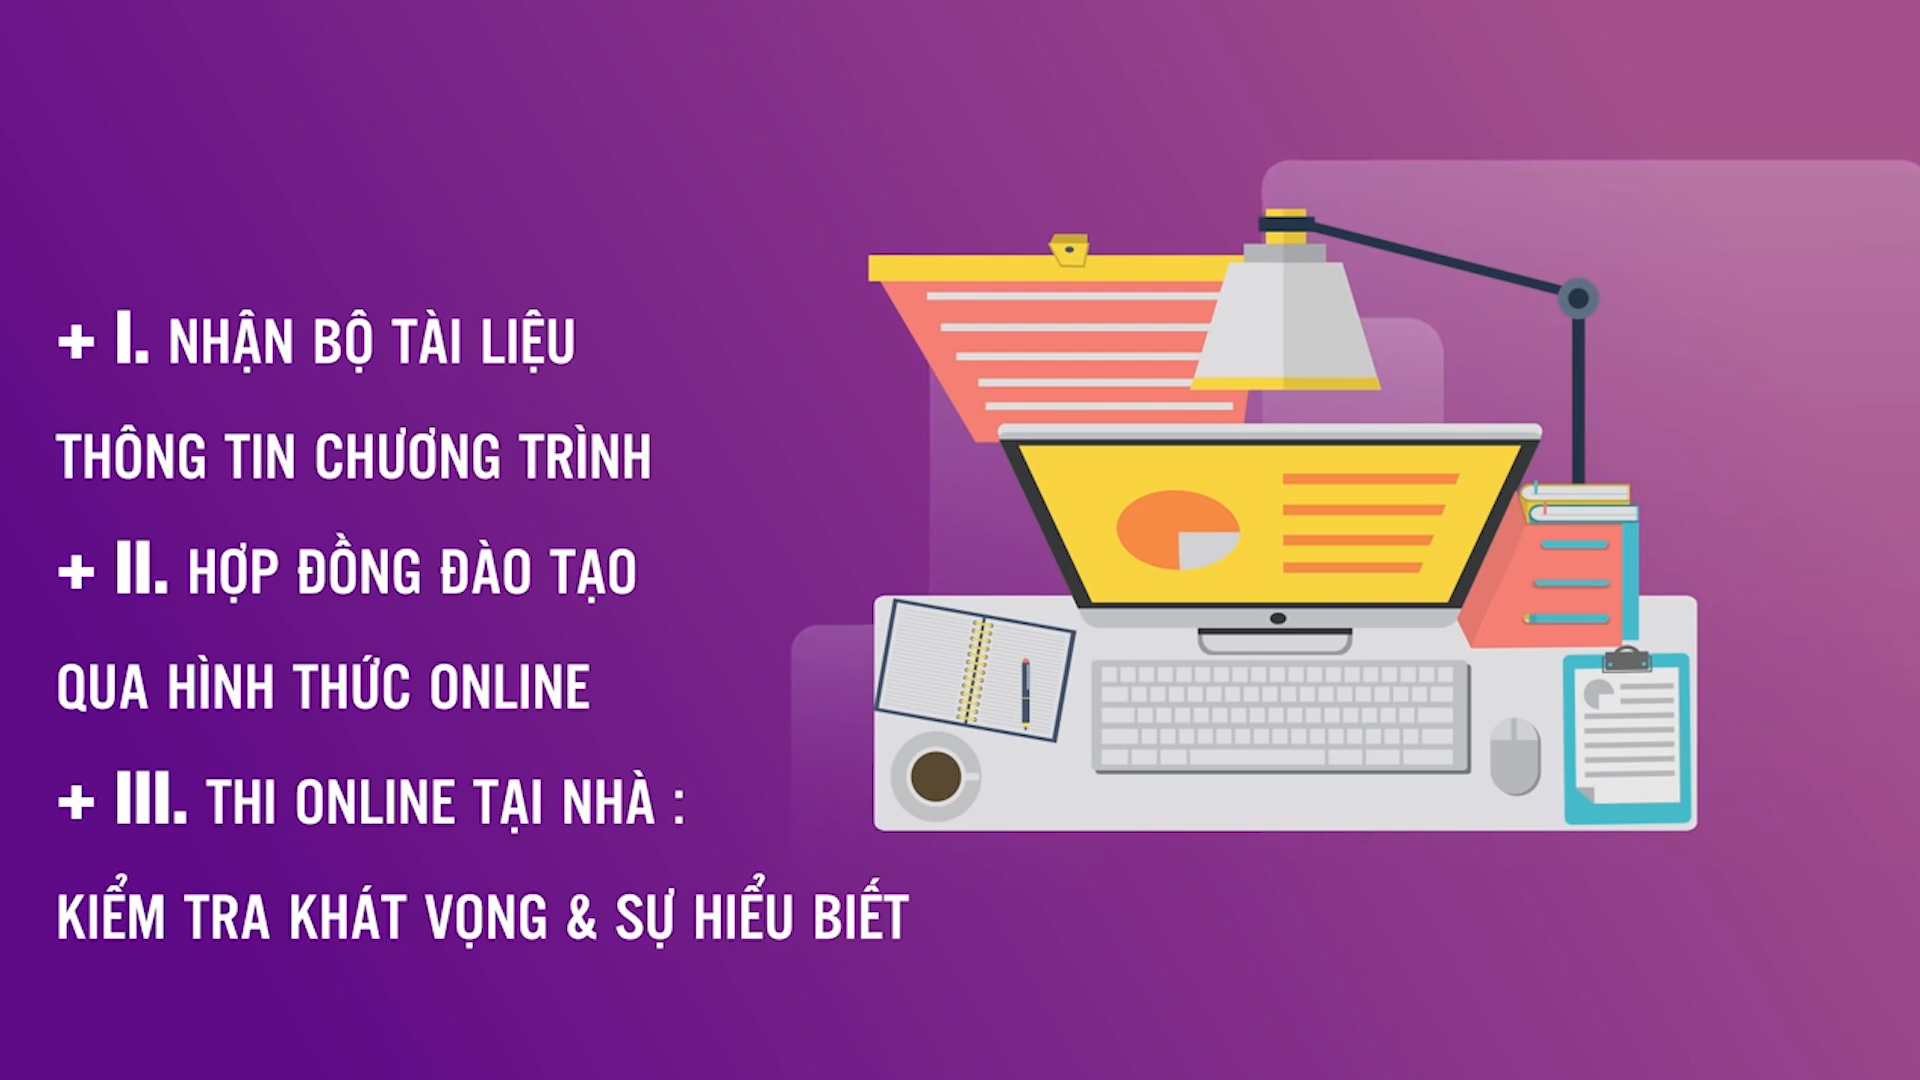 + I. NHẬN BỘ TÀI LIỆU
THÔNG TIN CHƯƠNG TRÌNH
+ II. HỢP ĐỒNG ĐÀO TẠO
QUA HÌNH THỨC ONLINE
+ III. THI ONLINE TẠI NHÀ :
KIỂM TRA KHÁT VỌNG & SỰ HIỂU BIẾT